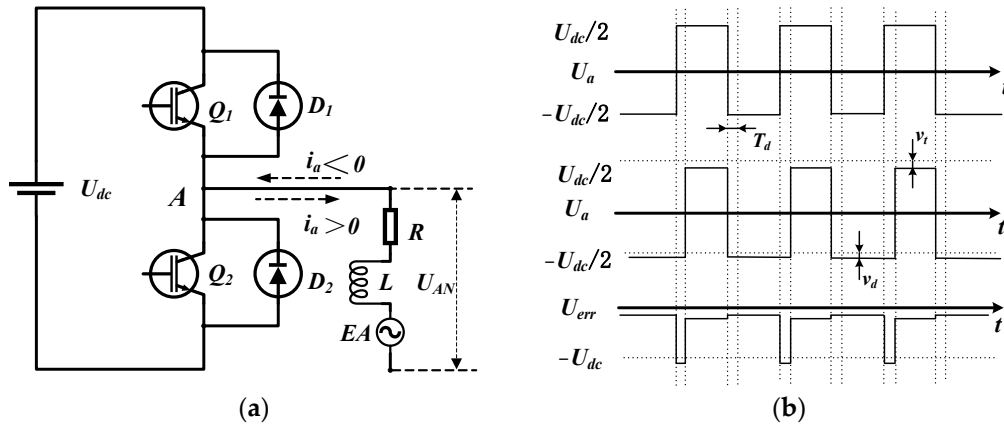 U_dc
Q_1
D_1
i_a<0
A
i_a>0
R
L
U_AN
Q_2
D_2
EA
(a)
U_dc/2
U_a
t
-U_dc/2
T_d
v_t
U_dc/2
U_a
t
-U_dc/2
v_d
U_err
t
-U_dc
(b)